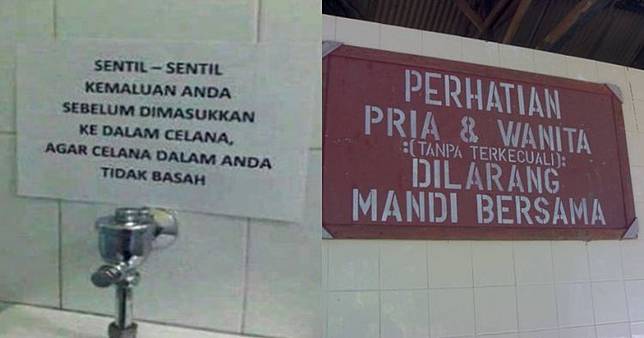 SENTIL – SENTIL
KEMALUAN ANDA
SEBELUM DIMASUKKAN
KE DALAM CELANA,
AGAR CELANA DALAM ANDA
TIDAK BASAH
PERHATIAN
PRIA & WANITA
:(TANPA TERKECUALI):
DILARANG
MANDI BERSAMA